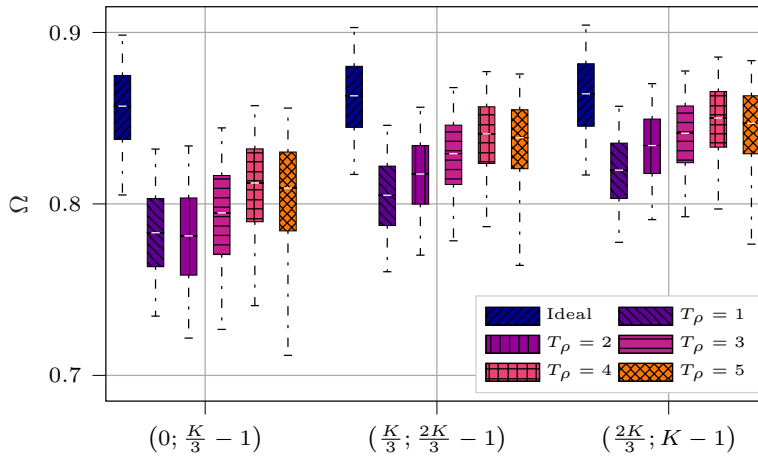 0.9
0.8
0.7
Ω
Ideal
T_ρ = 1
T_ρ = 2
T_ρ = 3
T_ρ = 4
T_ρ = 5
(0; K/3 − 1)
(K/3; 2K/3 − 1)
(2K/3; K − 1)